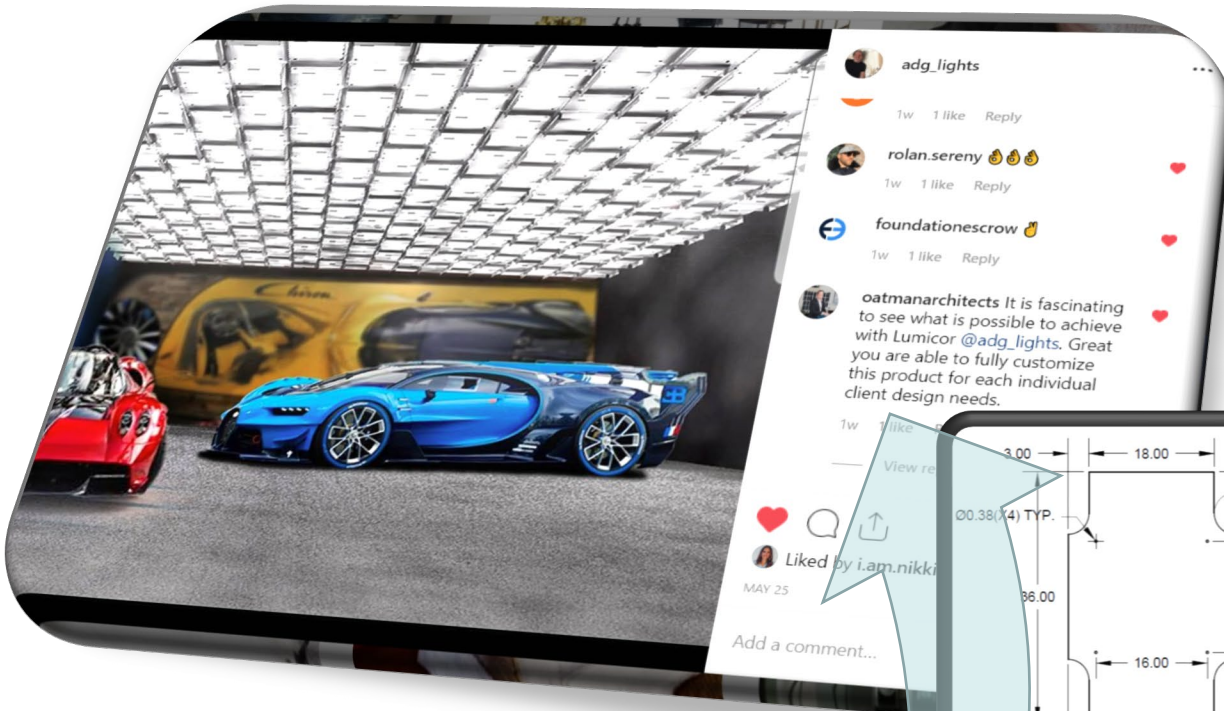 adg_lights
...
1w 1 like Reply
rolan.sereny 👌👌👌
1w 1 like Reply
foundationescrow ✌
1w 1 like Reply
oatmanarchitects It is fascinating
to see what is possible to achieve
with Lumicor @adg_lights. Great
you are able to fully customize
this product for each individual
client design needs.
1w 1 like
View re
Liked by i.am.nikki
MAY 25
Add a comment...
Chiron
3.00
18.00
Ø0.38(X4) TYP.
36.00
16.00